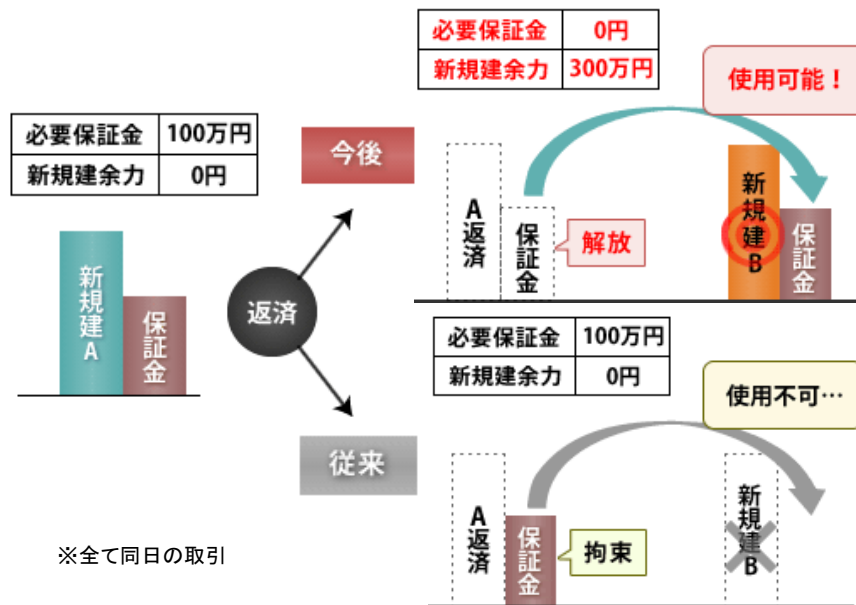 必要保証金 100万円
新規建余力 0円
新規建A
保証金
返済
今後
必要保証金 0円
新規建余力 300万円
使用可能！
A返済
保証金
解放
新規建B
保証金
従来
必要保証金 100万円
新規建余力 0円
使用不可…
A返済
保証金
拘束
新規建B
※全て同日の取引